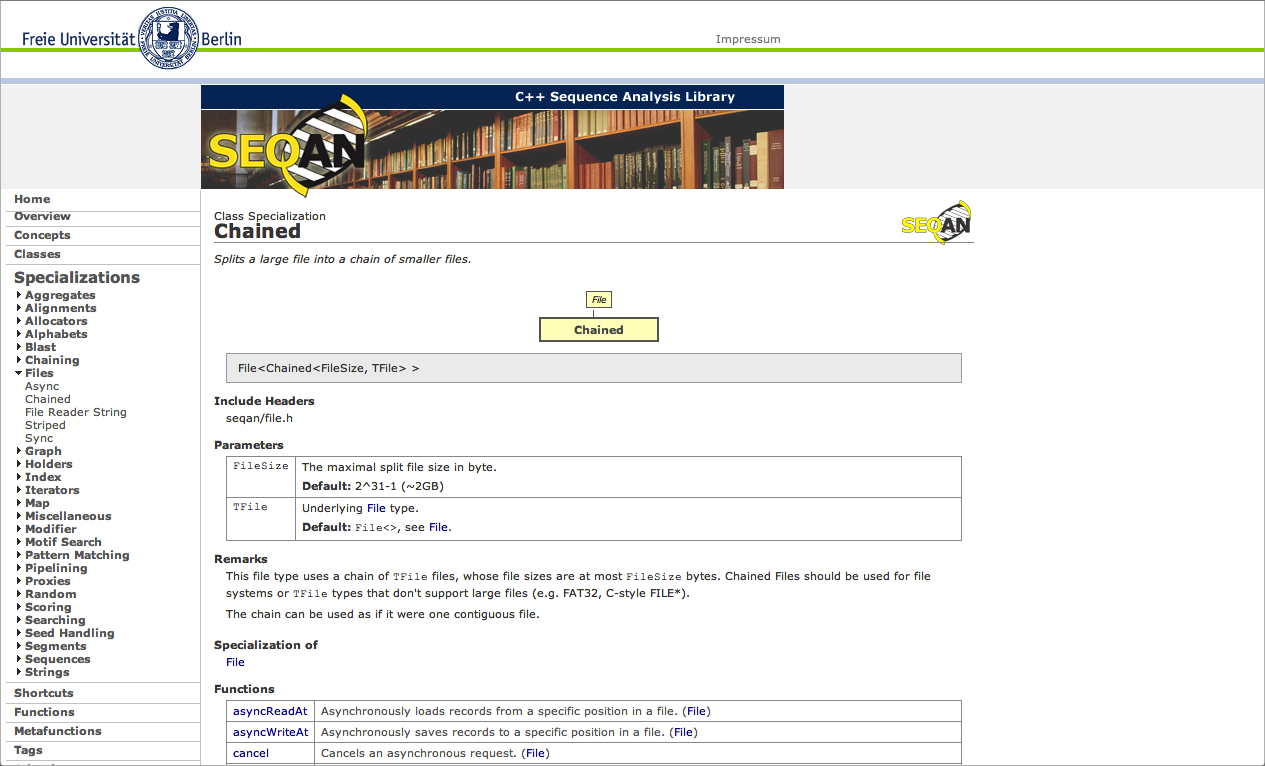 Freie Universität Berlin
Impressum
C++ Sequence Analysis Library
SEQAN
Home
Overview
Concepts
Classes
Specializations
Aggregates
Alignments
Allocators
Alphabets
Blast
Chaining
Files
Async
Chained
File Reader String
Striped
Sync
Graph
Holders
Index
Iterators
Map
Miscellaneous
Modifier
Motif Search
Pattern Matching
Pipelining
Proxies
Random
Scoring
Searching
Seed Handling
Segments
Sequences
Strings
Shortcuts
Functions
Metafunctions
Tags
Class Specialization
Chained
SEQAN
Splits a large file into a chain of smaller files.
File
Chained
File<Chained<FileSize, TFile> >
Include Headers
seqan/file.h
Parameters
FileSize The maximal split file size in byte.
Default: 2^31-1 (~2GB)
TFile Underlying File type.
Default: File<>, see File.
Remarks
This file type uses a chain of TFile files, whose file sizes are at most FileSize bytes. Chained Files should be used for file
systems or TFile types that don't support large files (e.g. FAT32, C-style FILE*).
The chain can be used as if it were one contiguous file.
Specialization of
File
Functions
asyncReadAt Asynchronously loads records from a specific position in a file. (File)
asyncWriteAt Asynchronously saves records to a specific position in a file. (File)
cancel Cancels an asynchronous request. (File)